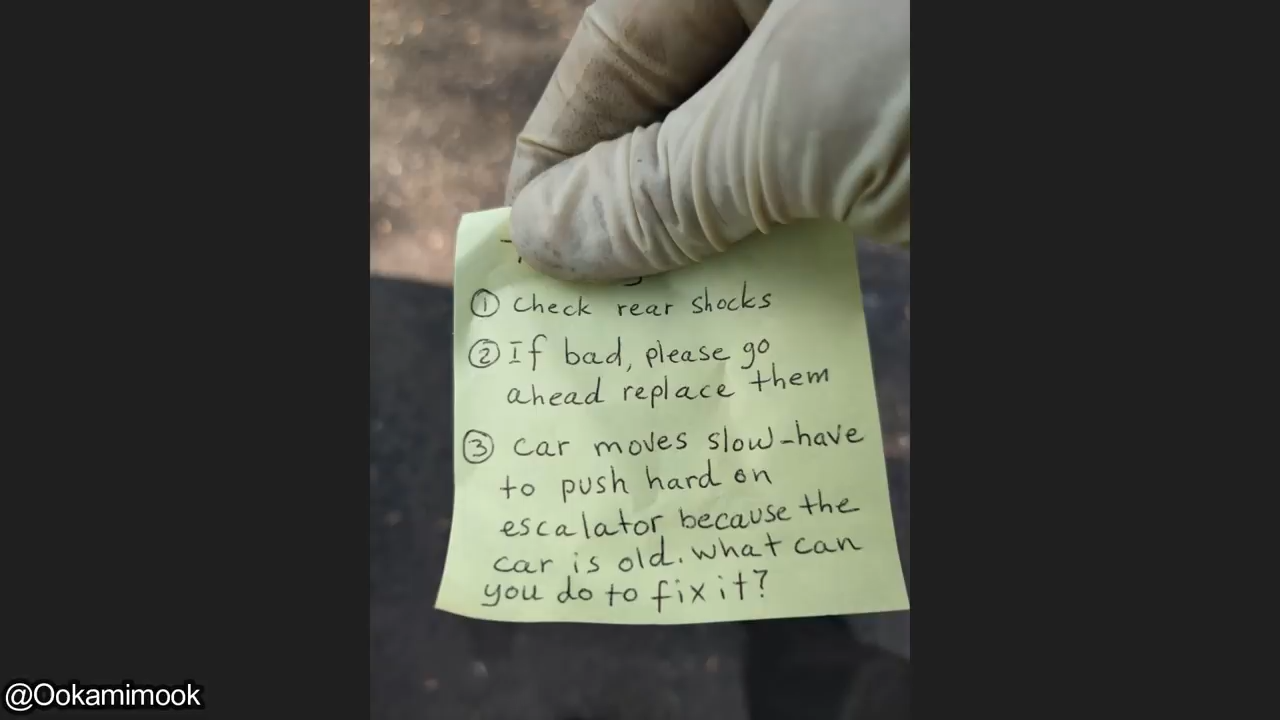 ① Check rear shocks
② If bad, please go
ahead replace them
③ Car moves slow-have
to push hard on
escalator because the
car is old. What can
you do to fix it?
@Ookamimook